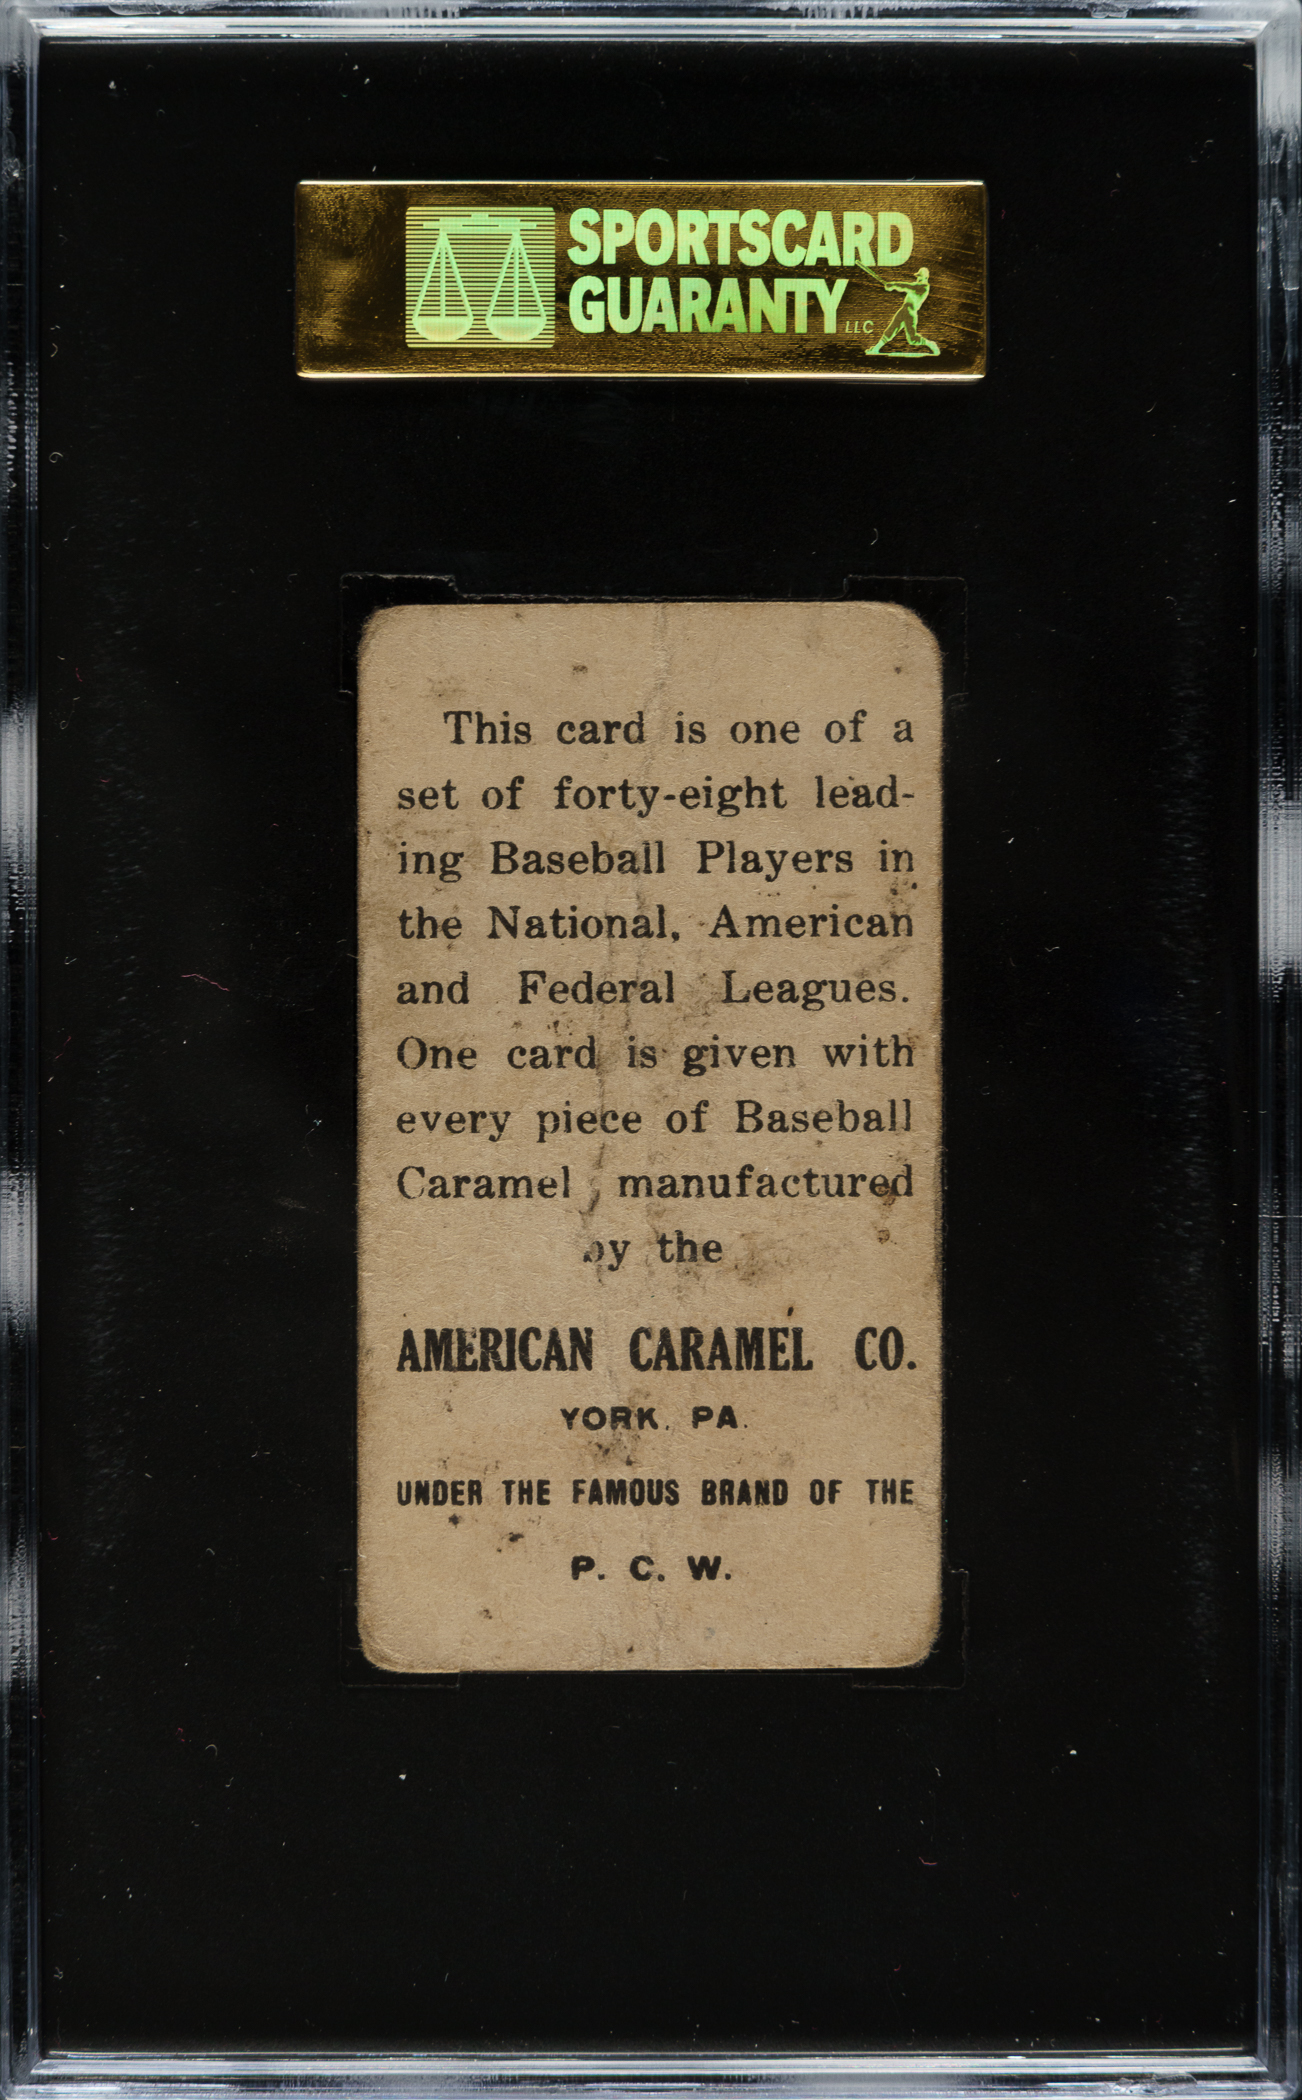 SPORTSCARD
GUARANTY LLC
This card is one of a
set of forty-eight lead-
ing Baseball Players in
the National, American
and Federal Leagues.
One card is given with
every piece of Baseball
Caramel manufactured
by the
AMERICAN CARAMEL CO.
YORK, PA.
UNDER THE FAMOUS BRAND OF THE
P. C. W.